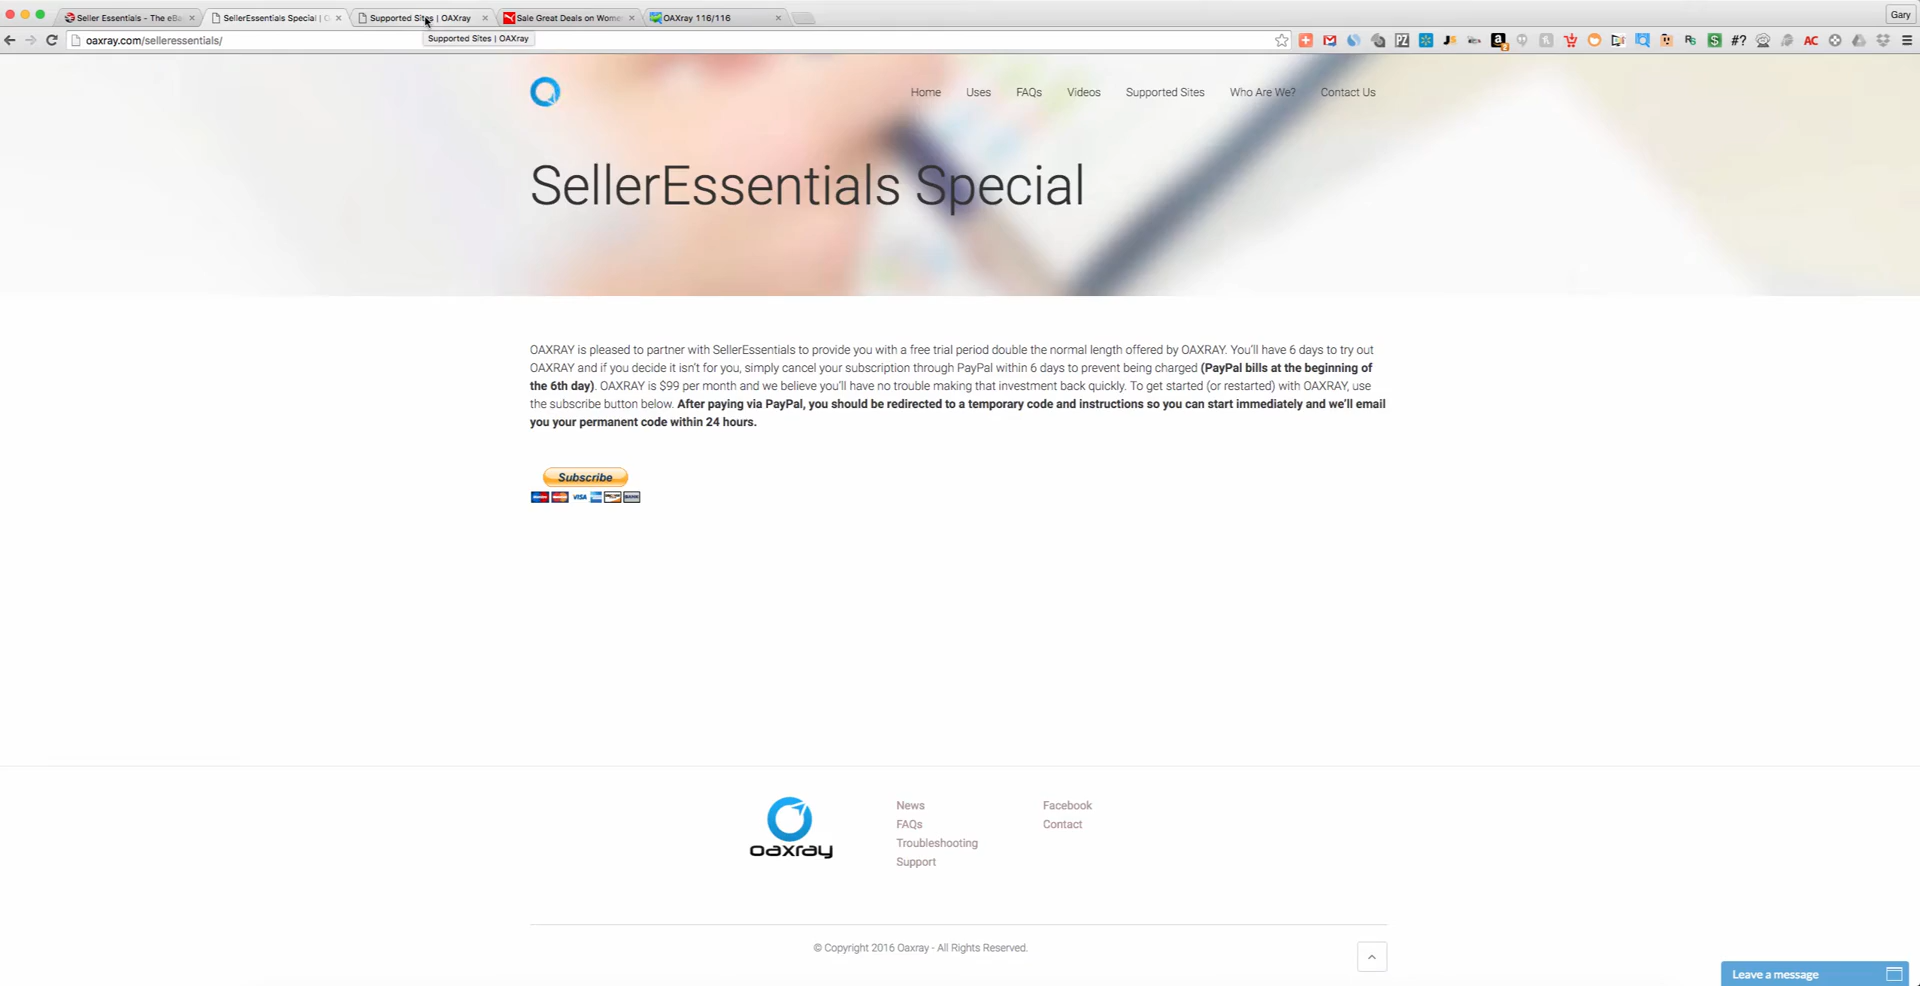 Seller Essentials - The eBa
SellerEssentials Special | O
Supported Sites | OAXray
Sale Great Deals on Wome
OAXray 116/116
Gary
oaxray.com/selleressentials/
Supported Sites | OAXray
Home
Uses
FAQs
Videos
Supported Sites
Who Are We?
Contact Us
SellerEssentials Special
OAXRAY is pleased to partner with SellerEssentials to provide you with a free trial period double the normal length offered by OAXRAY. You'll have 6 days to try out
OAXRAY and if you decide it isn't for you, simply cancel your subscription through PayPal within 6 days to prevent being charged (PayPal bills at the beginning of
the 6th day). OAXRAY is $99 per month and we believe you'll have no trouble making that investment back quickly. To get started (or restarted) with OAXRAY, use
the subscribe button below. After paying via PayPal, you should be redirected to a temporary code and instructions so you can start immediately and we'll email
you your permanent code within 24 hours.
Subscribe
VISA
oaxray
News
FAQs
Troubleshooting
Support
Facebook
Contact
© Copyright 2016 Oaxray - All Rights Reserved.
Leave a message